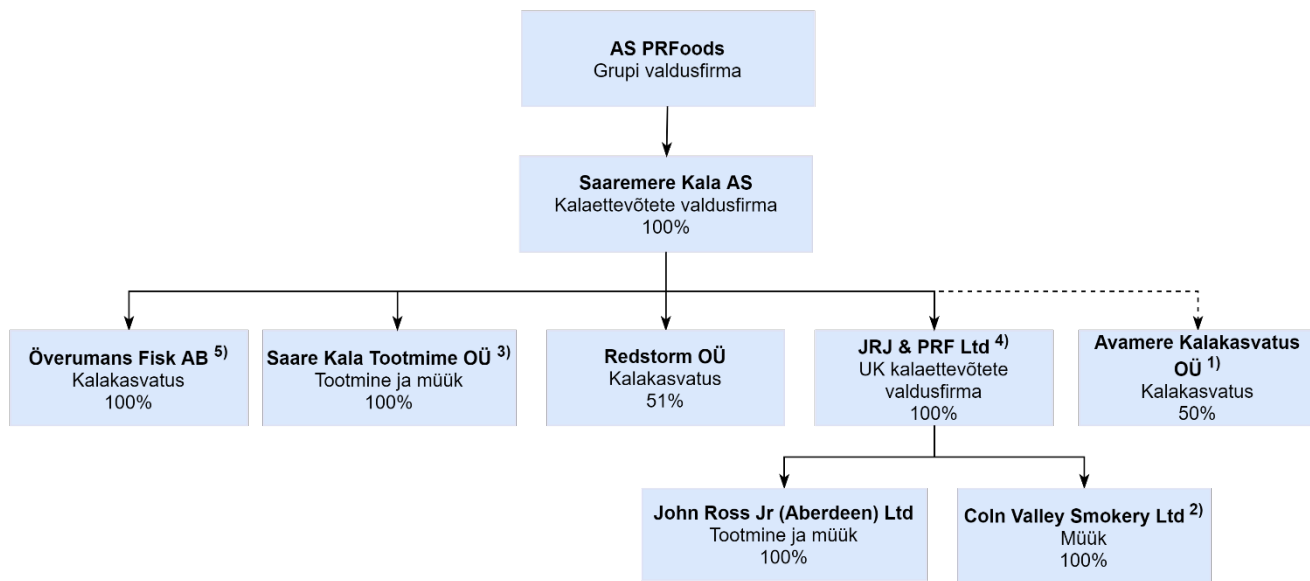 AS PRFoods
Grupi valdusfirma
Saaremere Kala AS
Kalaettevõtete valdusfirma
100%
Överumans Fisk AB 5)
Kalakasvatus
100%
Saare Kala Tootmime OÜ 3)
Tootmine ja müük
100%
Redstorm OÜ
Kalakasvatus
51%
JRJ & PRF Ltd 4)
UK kalaettevõtete
valdusfirma
100%
Avamere Kalakasvatus
OÜ 1)
Kalakasvatus
50%
John Ross Jr (Aberdeen) Ltd
Tootmine ja müük
100%
Coln Valley Smokery Ltd 2)
Müük
100%